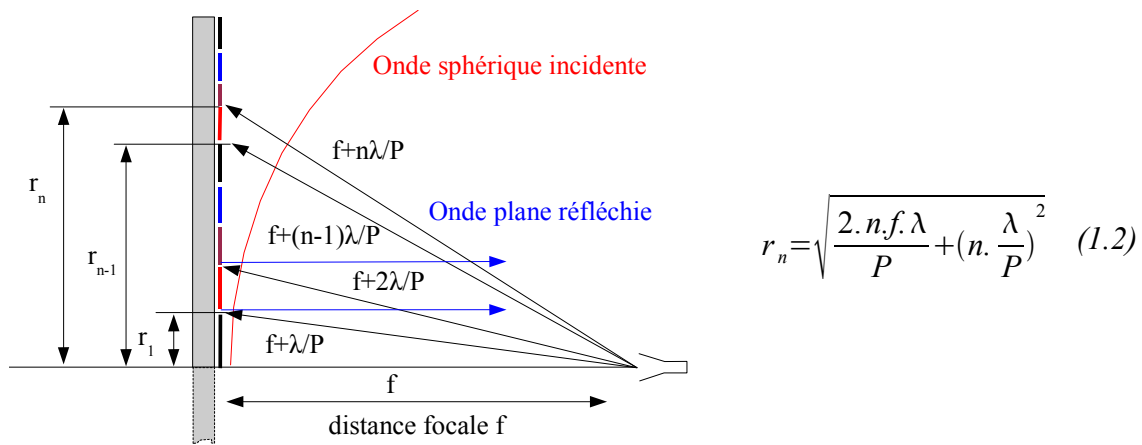 Onde sphérique incidente
f+nλ/P
r_n
Onde plane réfléchie
f+(n-1)λ/P
r_{n-1}
f+2λ/P
r_1
f+λ/P
f
distance focale f
r_n=√(2.n.f.λ/P+(n.λ/P)^2) (1.2)